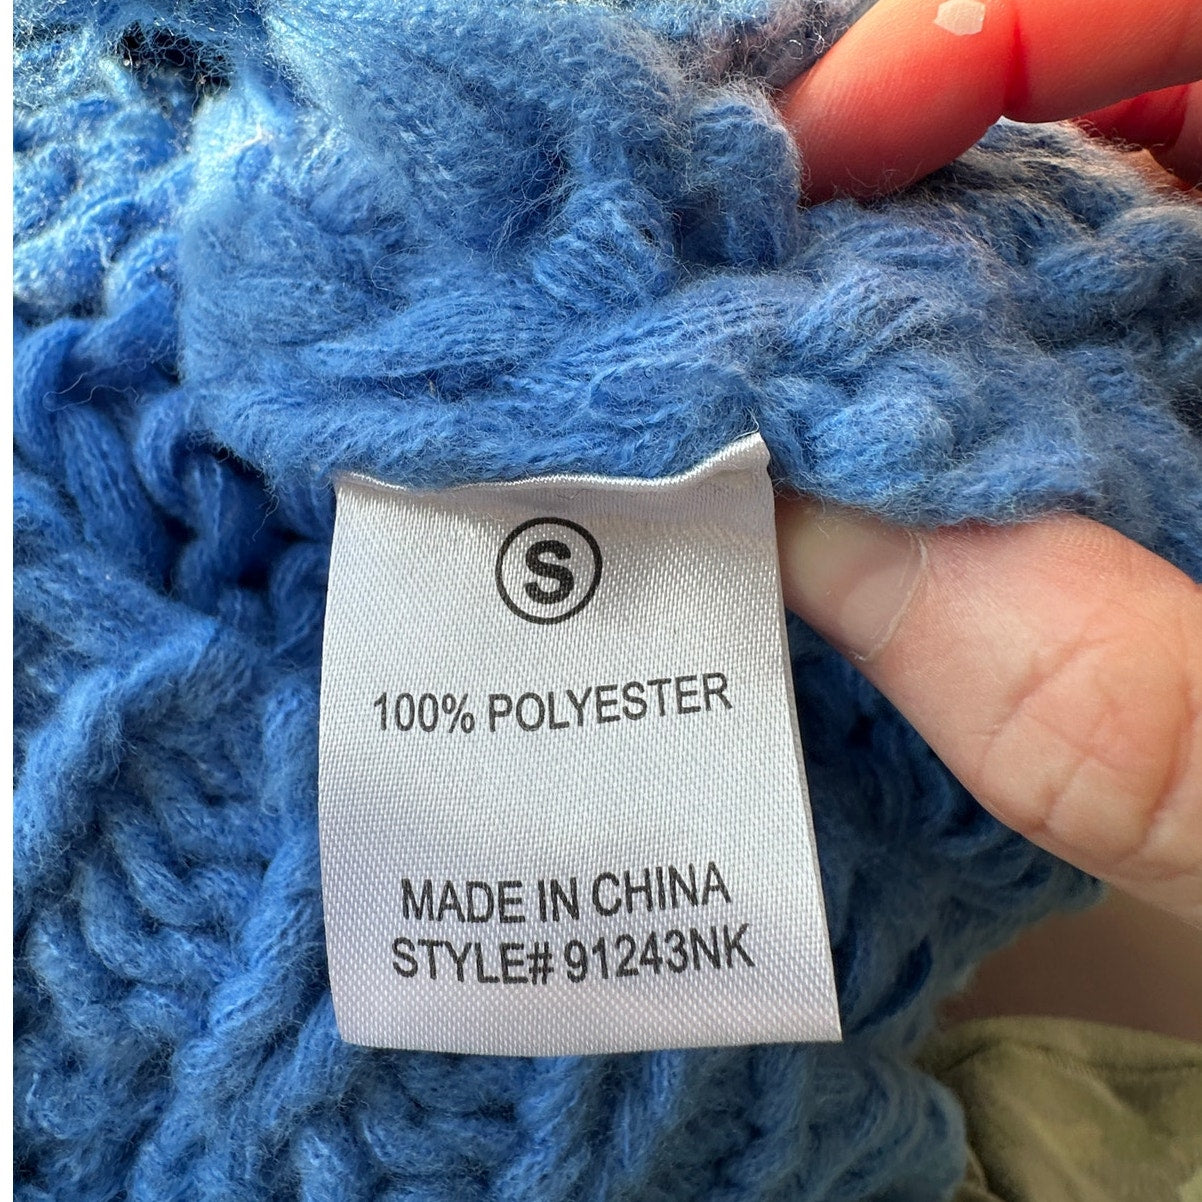 S
100% POLYESTER
MADE IN CHINA
STYLE# 91243NK